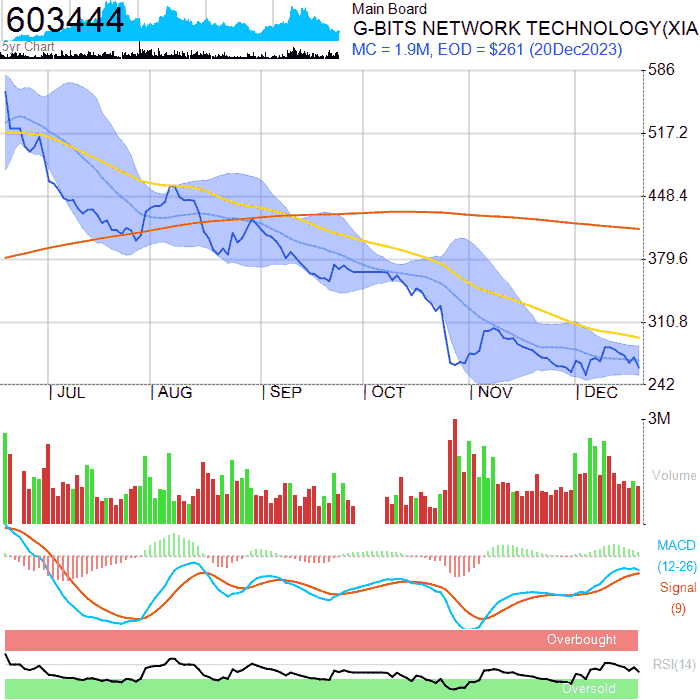 603444
5yr Chart
Main Board
G-BITS NETWORK TECHNOLOGY(XIA
MC = 1.9M, EOD = $261 (20Dec2023)
586
517.2
448.4
379.6
310.8
242
JUL
AUG
SEP
OCT
NOV
DEC
3M
Volume
MACD
(12-26)
Signal
(9)
Overbought
RSI(14)
Oversold